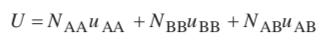 U = N_AA u_AA + N_BB u_BB + N_AB u_AB